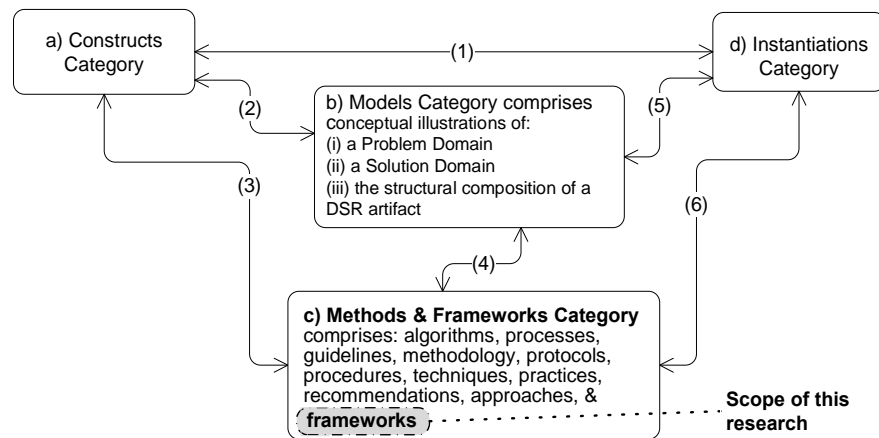 a) Constructs
Category
(1)
d) Instantiations
Category
(2)
b) Models Category comprises
conceptual illustrations of:
(i) a Problem Domain
(ii) a Solution Domain
(iii) the structural composition of a
DSR artifact
(5)
(3)
(6)
(4)
c) Methods & Frameworks Category
comprises: algorithms, processes,
guidelines, methodology, protocols,
procedures, techniques, practices,
recommendations, approaches, &
frameworks
Scope of this
research